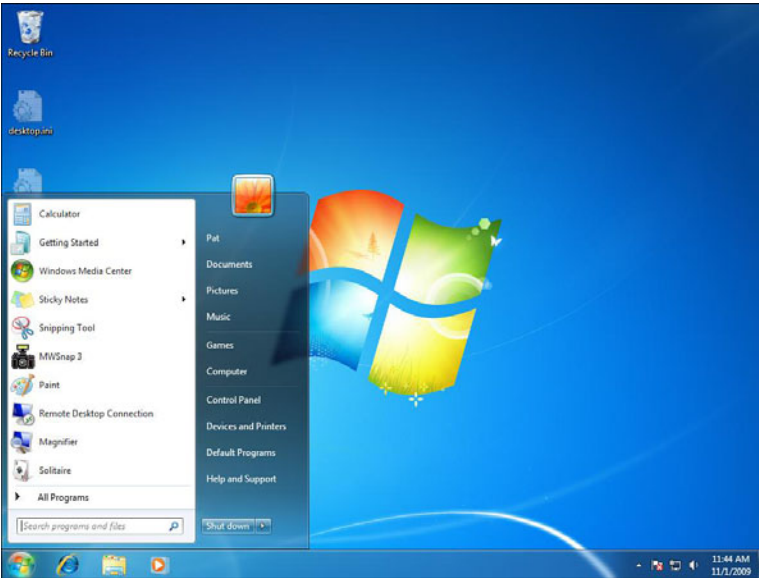 Recycle Bin
desktop.ini
Calculator
Getting Started
Windows Media Center
Sticky Notes
Snipping Tool
MWSnap 3
Paint
Remote Desktop Connection
Magnifier
Solitaire
All Programs
Search programs and files
Pat
Documents
Pictures
Music
Games
Computer
Control Panel
Devices and Printers
Default Programs
Help and Support
Shut down
11:44 AM
11/1/2009